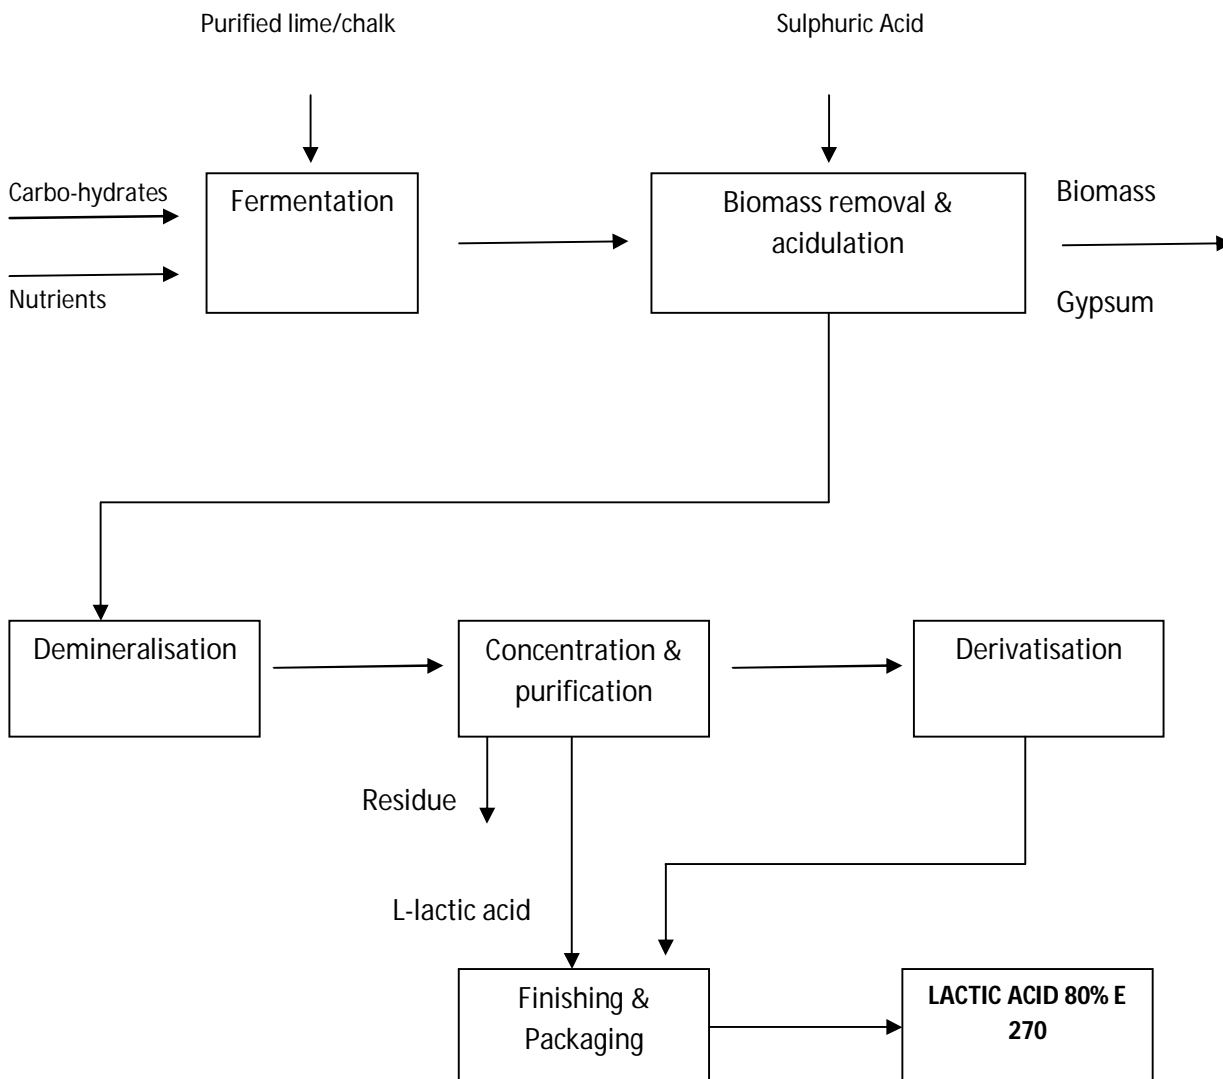 Purified lime/chalk
Sulphuric Acid
Carbo-hydrates
Nutrients
Fermentation
Biomass removal &
acidulation
Biomass
Gypsum
Demineralisation
Concentration &
purification
Derivatisation
Residue
L-lactic acid
Finishing &
Packaging
LACTIC ACID 80% E
270